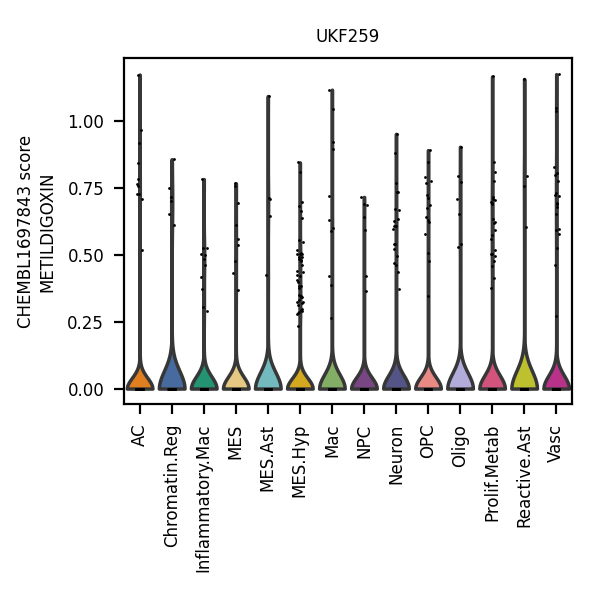 UKF259
CHEMBL1697843 score
METILDIGOXIN
1.00
0.75
0.50
0.25
0.00
AC
Chromatin.Reg
Inflammatory.Mac
MES
MES.Ast
MES.Hyp
Mac
NPC
Neuron
OPC
Oligo
Prolif.Metab
Reactive.Ast
Vasc